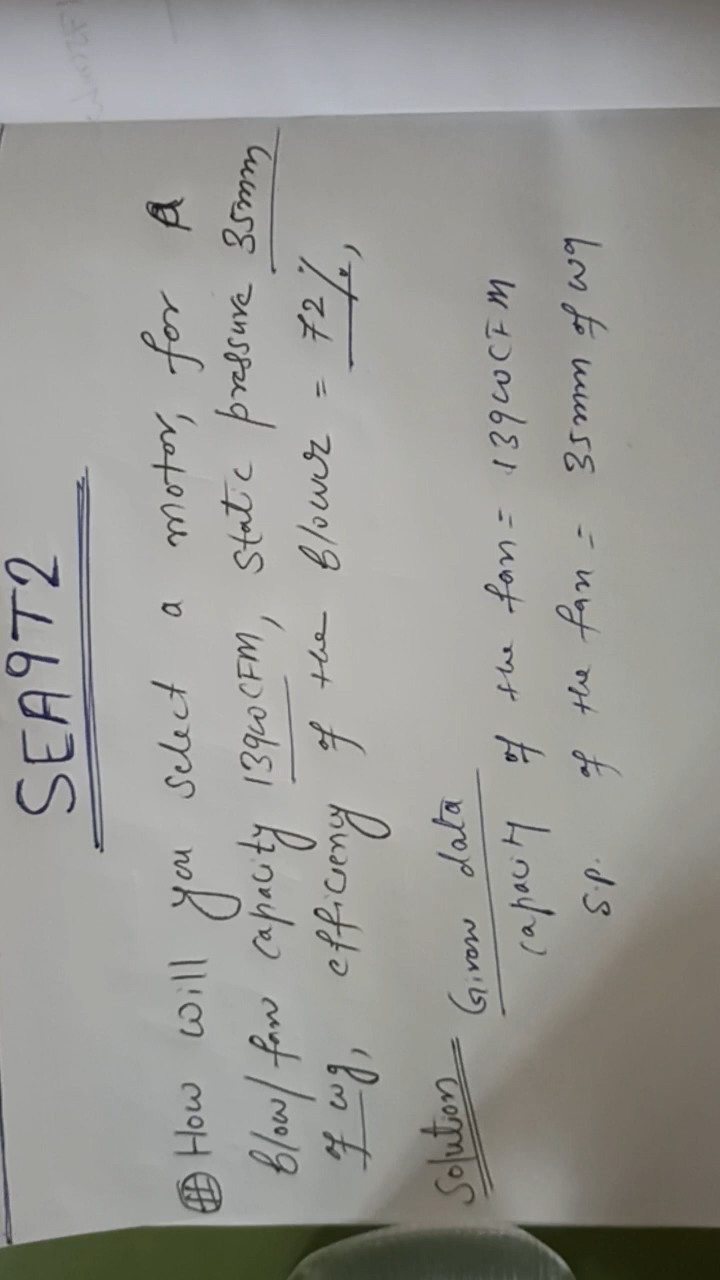 SEA9T2
How will you select a motor, for A
Blow/fan capacity 13900CFM, static pressure 35mm
of wg, efficiency of the Blower = 72%,
Solution Given data
capacity of the fan = 13900CFM
S.P. of the fan = 35mm of wg